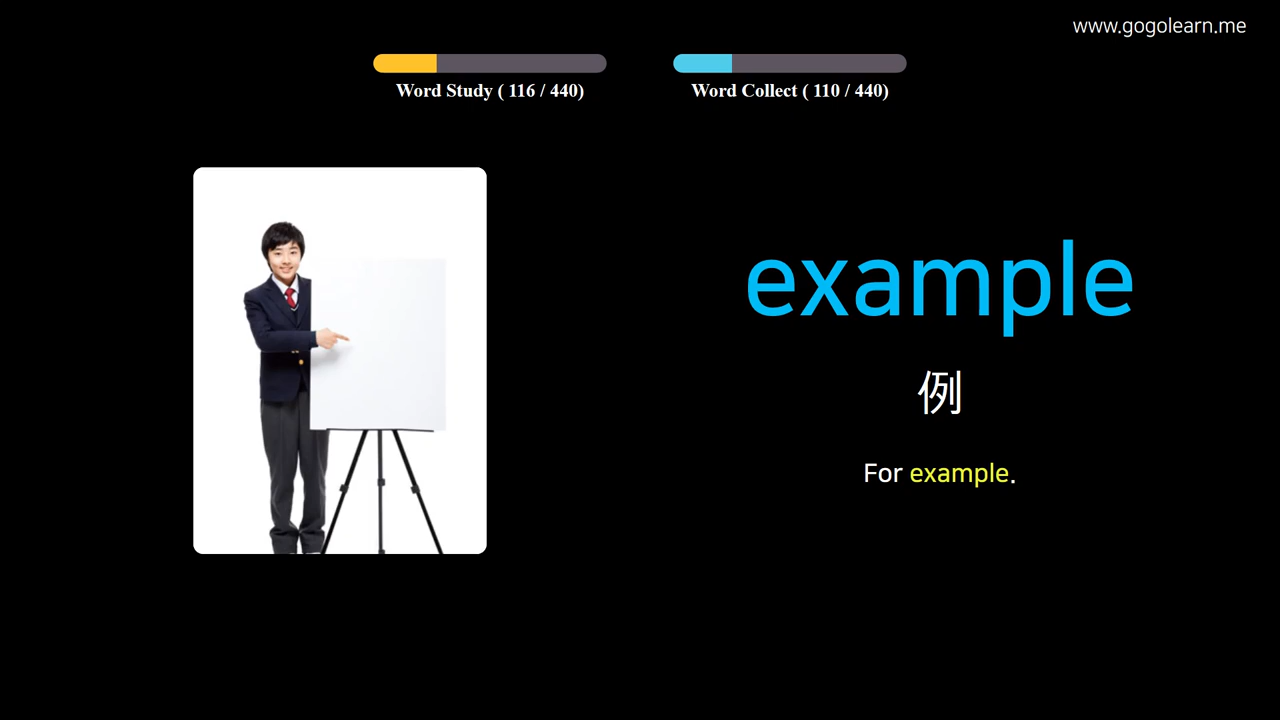 www.gogolearn.me
Word Study ( 116 / 440)
Word Collect ( 110 / 440)
example
例
For example.